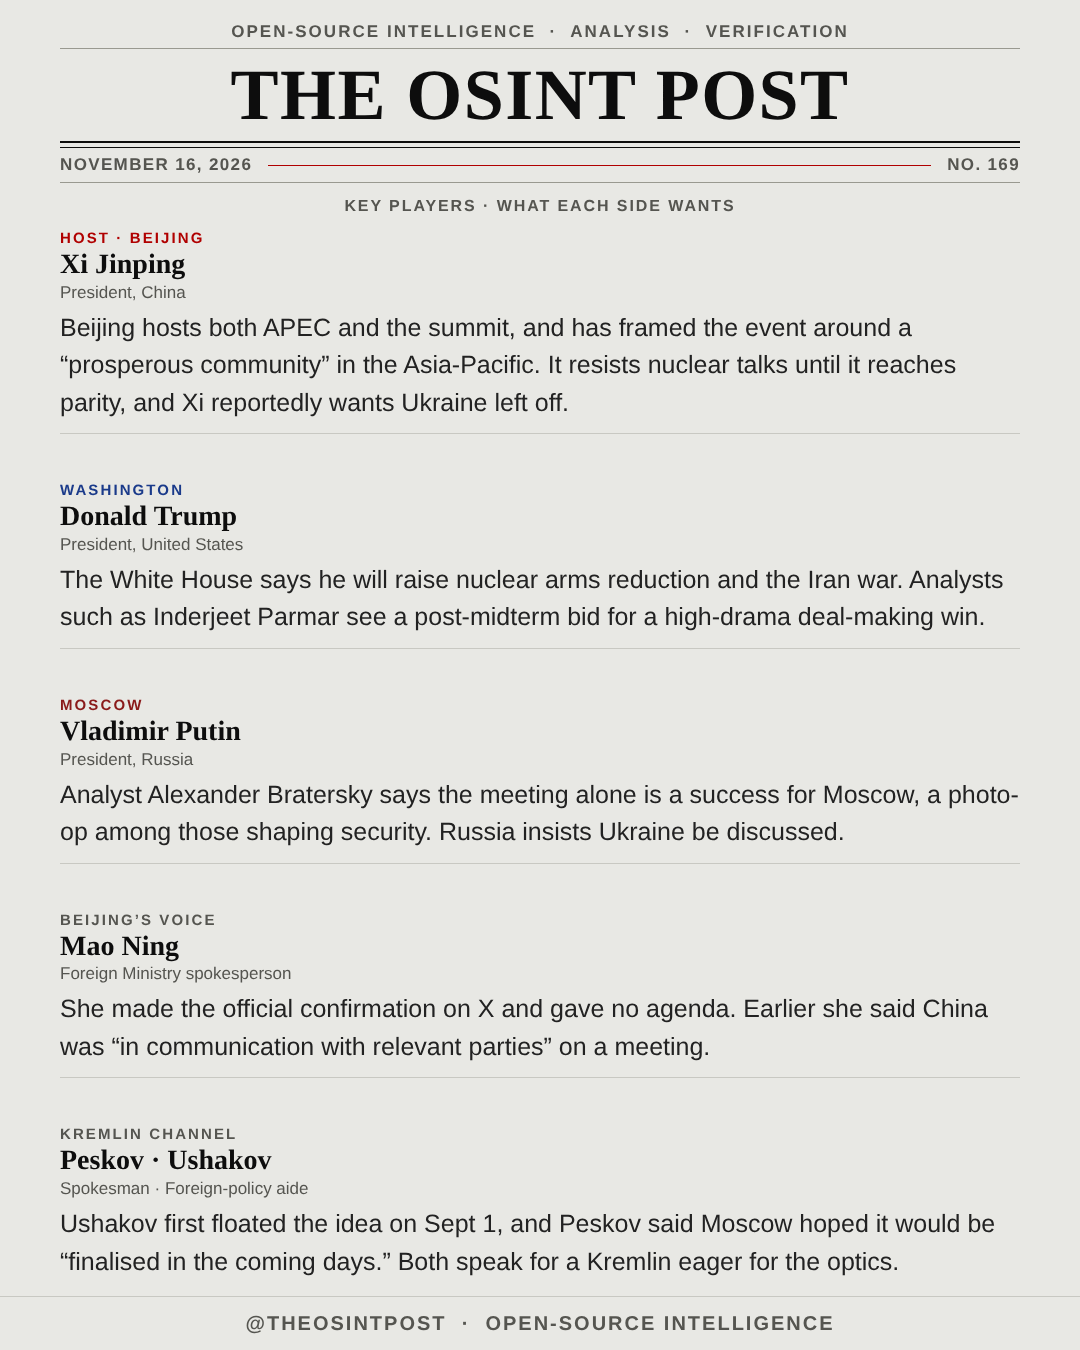 OPEN-SOURCE INTELLIGENCE · ANALYSIS · VERIFICATION
THE OSINT POST
NOVEMBER 16, 2026
NO. 169
KEY PLAYERS · WHAT EACH SIDE WANTS
HOST · BEIJING
Xi Jinping
President, China
Beijing hosts both APEC and the summit, and has framed the event around a
“prosperous community” in the Asia-Pacific. It resists nuclear talks until it reaches
parity, and Xi reportedly wants Ukraine left off.
WASHINGTON
Donald Trump
President, United States
The White House says he will raise nuclear arms reduction and the Iran war. Analysts
such as Inderjeet Parmar see a post-midterm bid for a high-drama deal-making win.
MOSCOW
Vladimir Putin
President, Russia
Analyst Alexander Bratersky says the meeting alone is a success for Moscow, a photo-
op among those shaping security. Russia insists Ukraine be discussed.
BEIJING’S VOICE
Mao Ning
Foreign Ministry spokesperson
She made the official confirmation on X and gave no agenda. Earlier she said China
was “in communication with relevant parties” on a meeting.
KREMLIN CHANNEL
Peskov · Ushakov
Spokesman · Foreign-policy aide
Ushakov first floated the idea on Sept 1, and Peskov said Moscow hoped it would be
“finalised in the coming days.” Both speak for a Kremlin eager for the optics.
@THEOSINTPOST · OPEN-SOURCE INTELLIGENCE